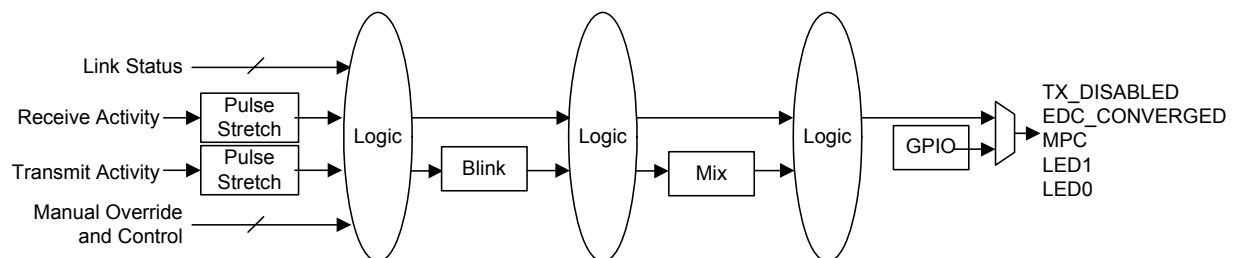 Link Status
Receive Activity
Pulse
Stretch
Transmit Activity
Pulse
Stretch
Manual Override
and Control
Logic
Blink
Logic
Mix
Logic
GPIO
TX_DISABLED
EDC_CONVERGED
MPC
LED1
LED0